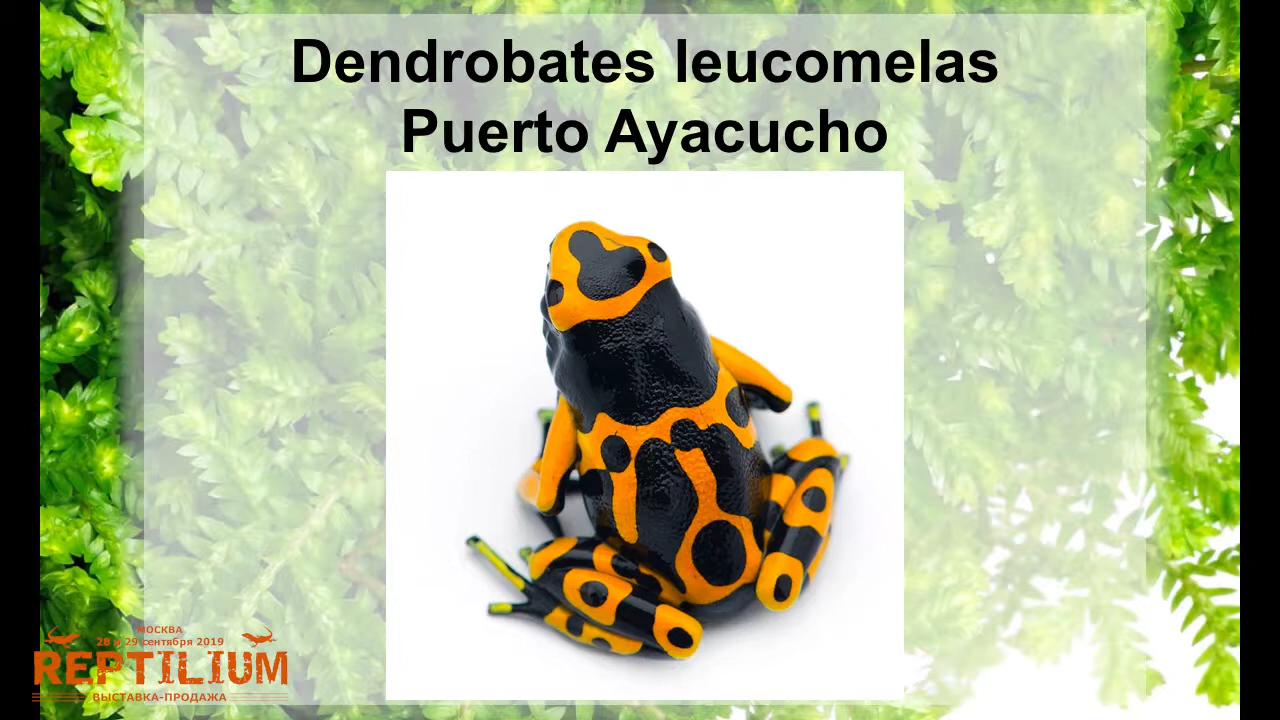 Dendrobates leucomelas
Puerto Ayacucho
МОСКВА
28 и 29 сентября 2019
REPTILIUM
ВЫСТАВКА-ПРОДАЖА